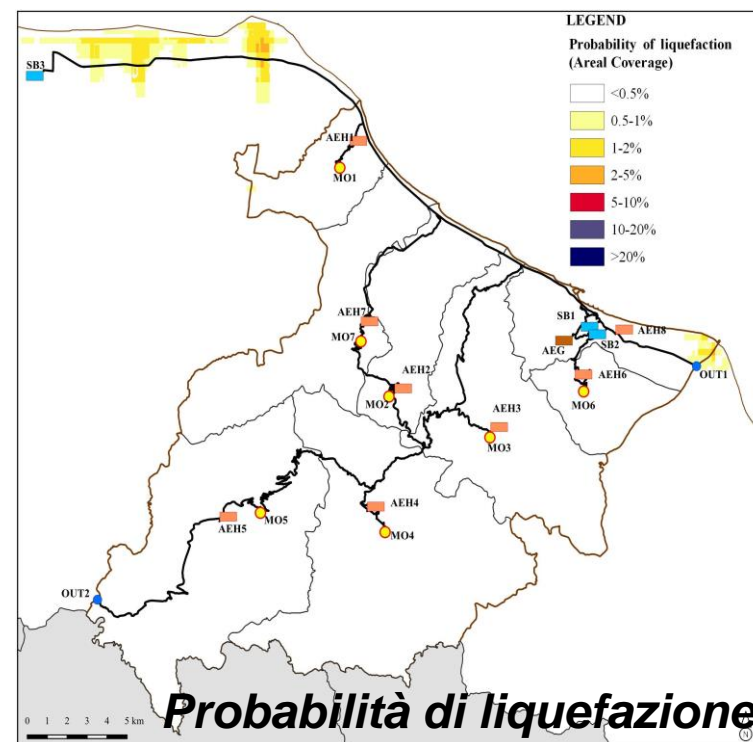 LEGEND
Probability of liquefaction
(Areal Coverage)
<0.5%
0.5-1%
1-2%
2-5%
5-10%
10-20%
>20%
SB3
AEH1
MO1
AEH7
MO7
SB1
AEH8
AEG
SB2
OUT1
AEH2
AEH6
MO2
MO6
AEH3
MO3
AEH4
MO5
AEH5
MO4
OUT2
Probabilità di liquefazione
0 1 2 3 4 5 km
N